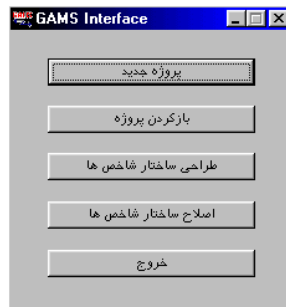 GAMS Interface
پروژه جدید
بازکردن پروژه
طراحی ساختار شاخص ها
اصلاح ساختار شاخص ها
خروج